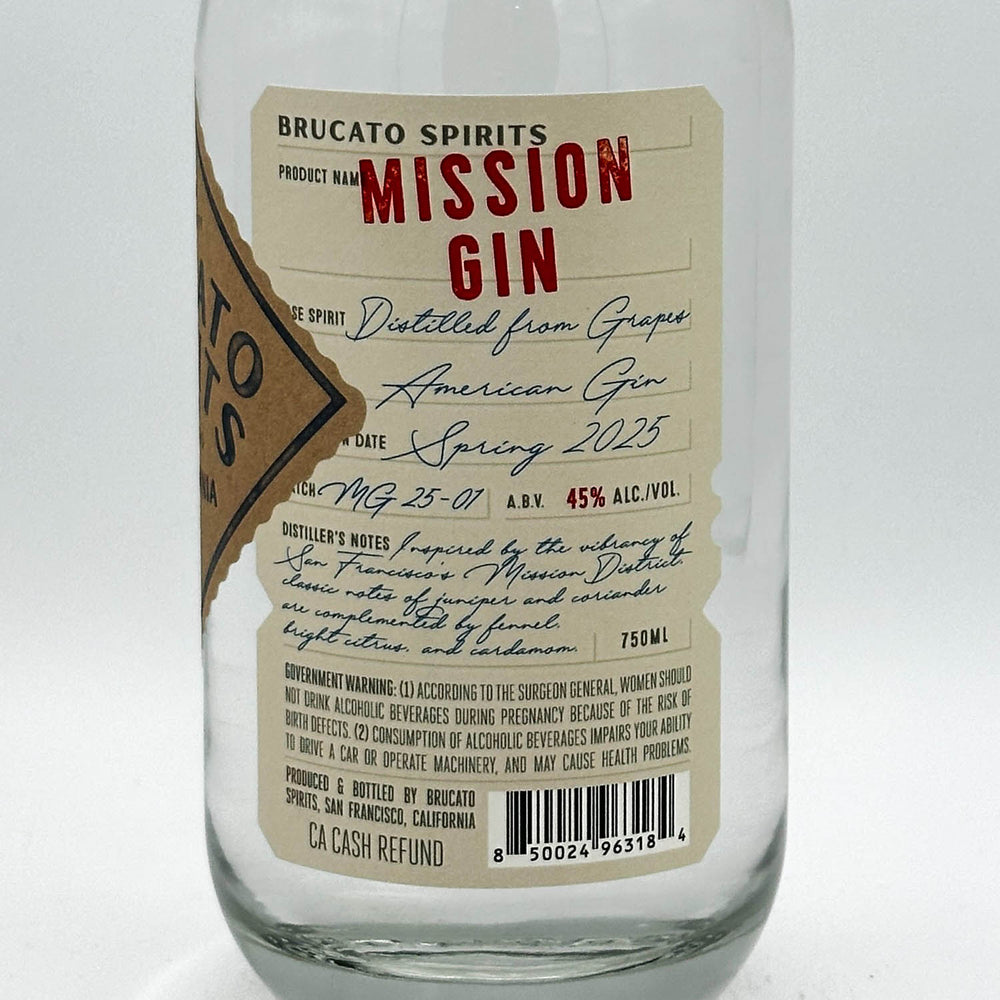 BRUCATO SPIRITS
PRODUCT NAM
MISSION
GIN
SE SPIRIT Distilled from Grapes
American Gin
N DATE Spring 2025
TCH MG 25-01 A.B.V. 45% ALC./VOL.
DISTILLER'S NOTES Inspired by the vibrancy of
San Francisco's Mission District,
classic notes of juniper and coriander
are complemented by fennel,
bright citrus, and cardamom.
750ML
GOVERNMENT WARNING: (1) ACCORDING TO THE SURGEON GENERAL, WOMEN SHOULD
NOT DRINK ALCOHOLIC BEVERAGES DURING PREGNANCY BECAUSE OF THE RISK OF
BIRTH DEFECTS. (2) CONSUMPTION OF ALCOHOLIC BEVERAGES IMPAIRS YOUR ABILITY
TO DRIVE A CAR OR OPERATE MACHINERY, AND MAY CAUSE HEALTH PROBLEMS.
PRODUCED & BOTTLED BY BRUCATO
SPIRITS, SAN FRANCISCO, CALIFORNIA
CA CASH REFUND
8 50024 96318 4
ATO
TS
NIA